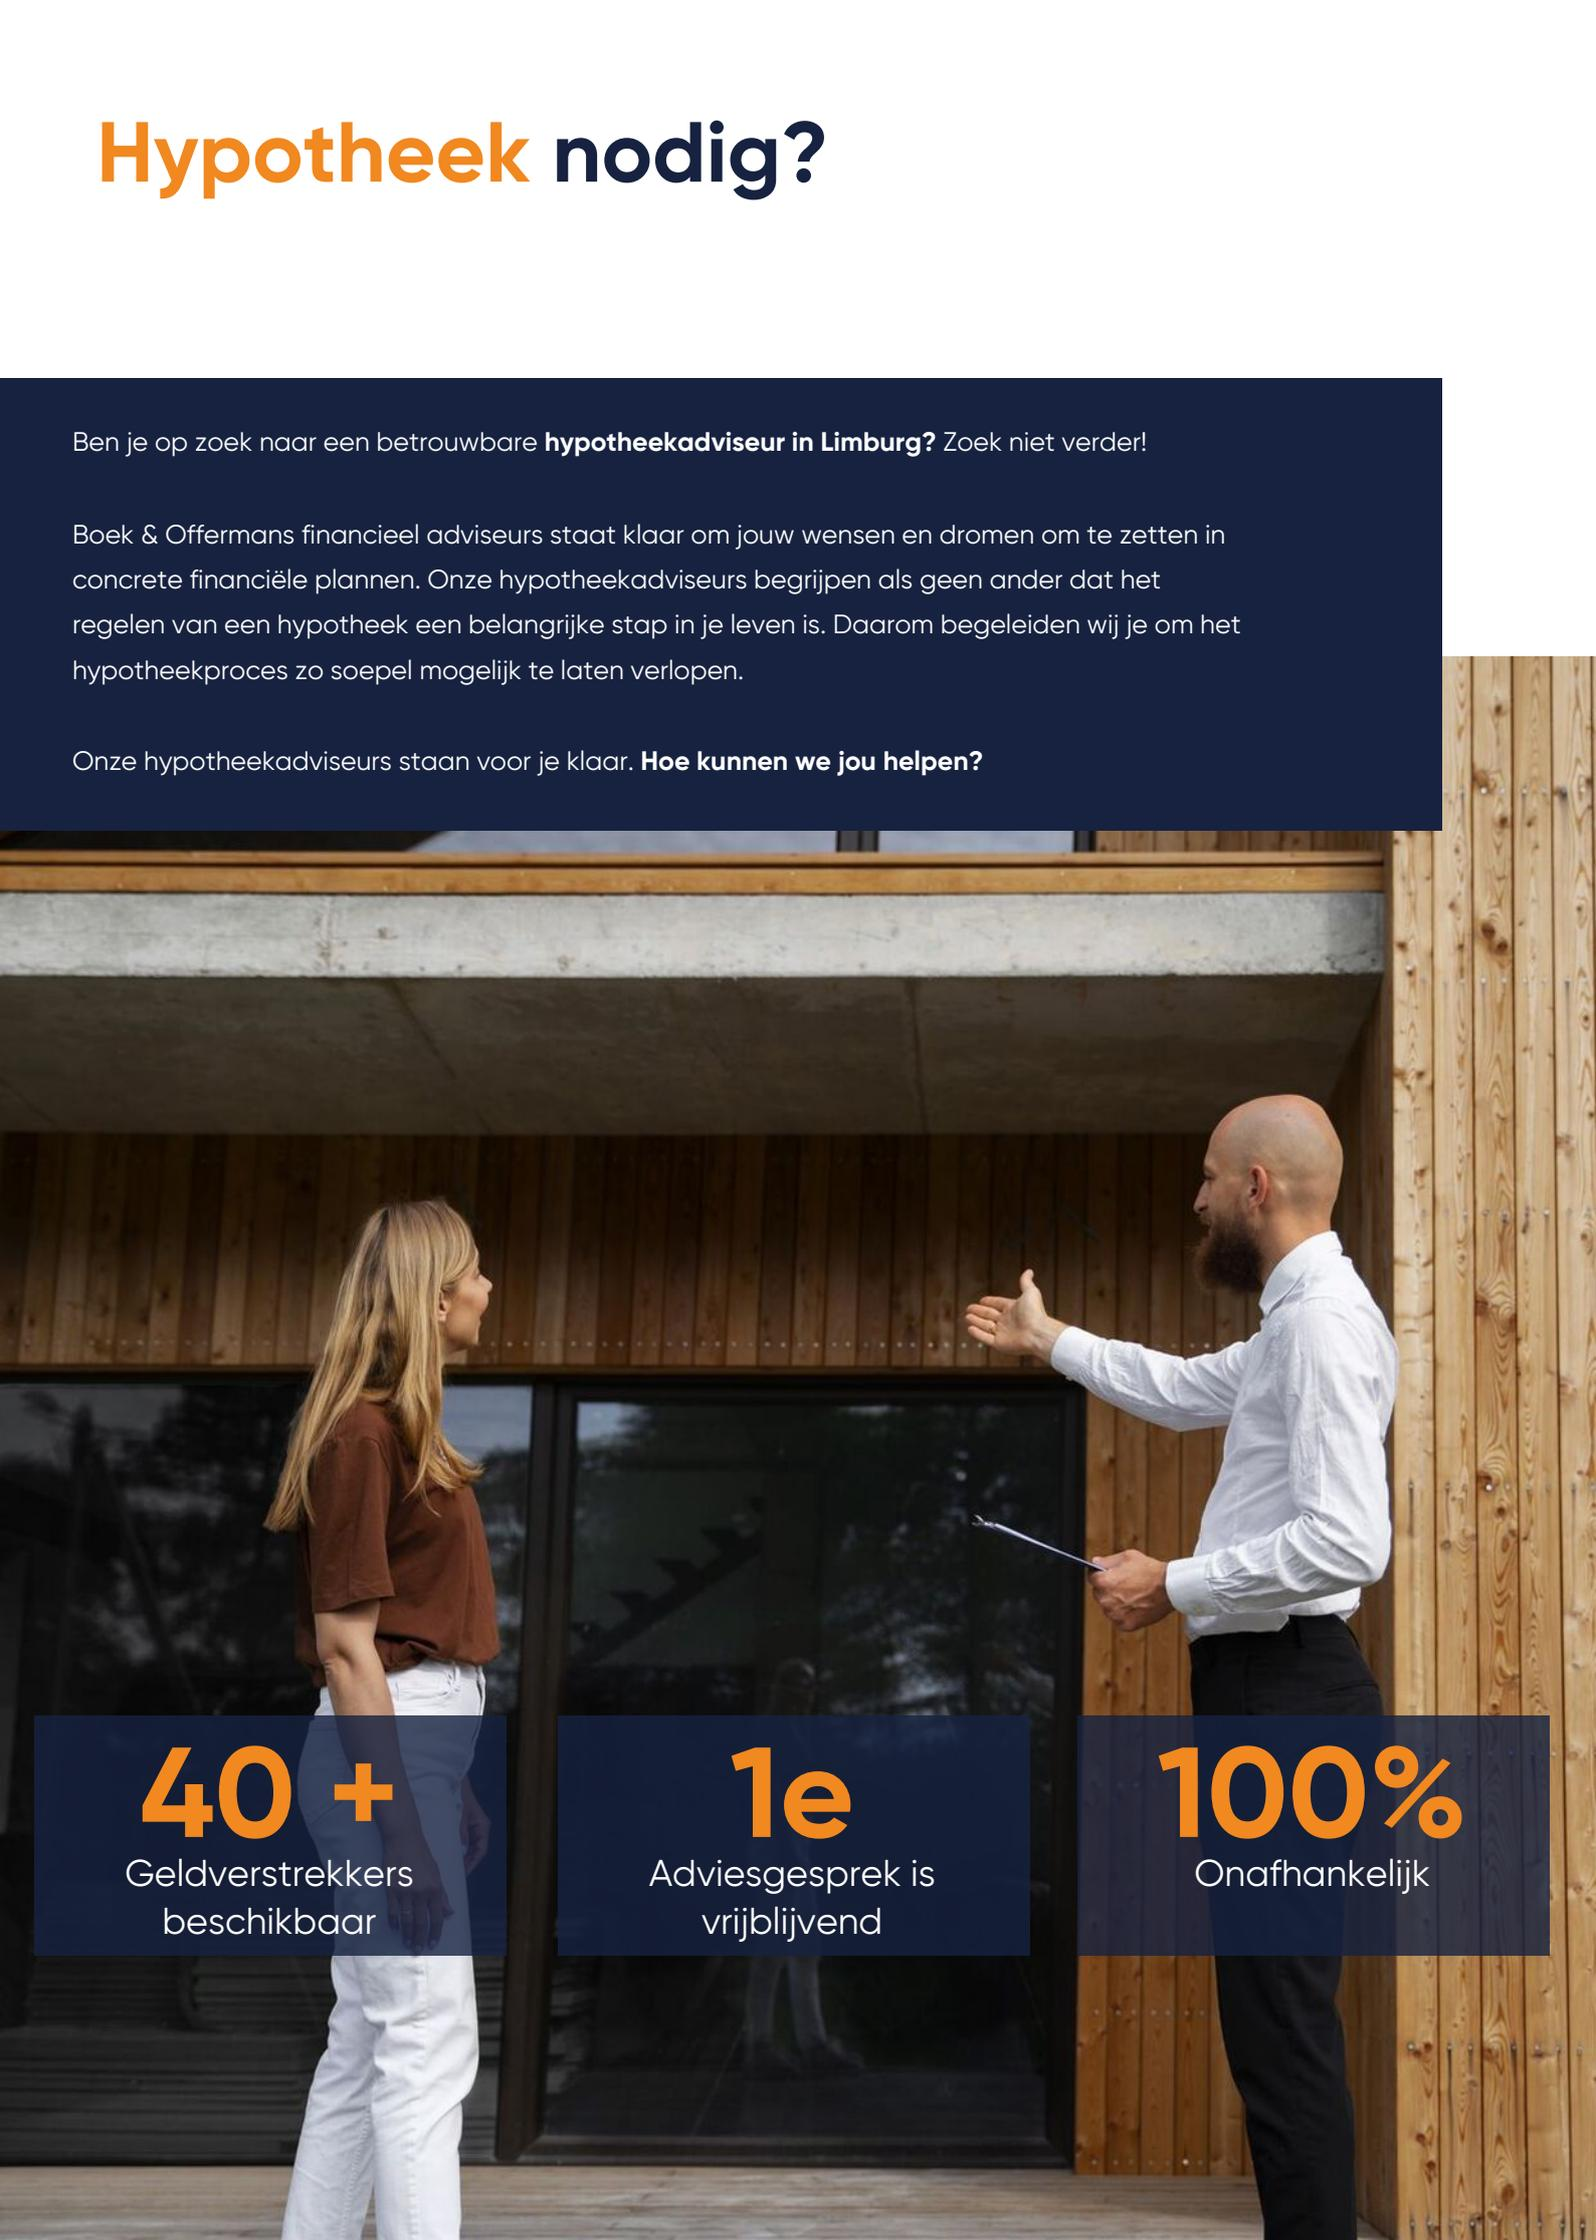 Hypotheek nodig?
Ben je op zoek naar een betrouwbare hypotheekadviseur in Limburg? Zoek niet verder!
Boek & Offermans financieel adviseurs staat klaar om jouw wensen en dromen om te zetten in
concrete financiële plannen. Onze hypotheekadviseurs begrijpen als geen ander dat het
regelen van een hypotheek een belangrijke stap in je leven is. Daarom begeleiden wij je om het
hypotheekproces zo soepel mogelijk te laten verlopen.
Onze hypotheekadviseurs staan voor je klaar. Hoe kunnen we jou helpen?
40 +
Geldverstrekkers
beschikbaar
1e
Adviesgesprek is
vrijblijvend
100%
Onafhankelijk